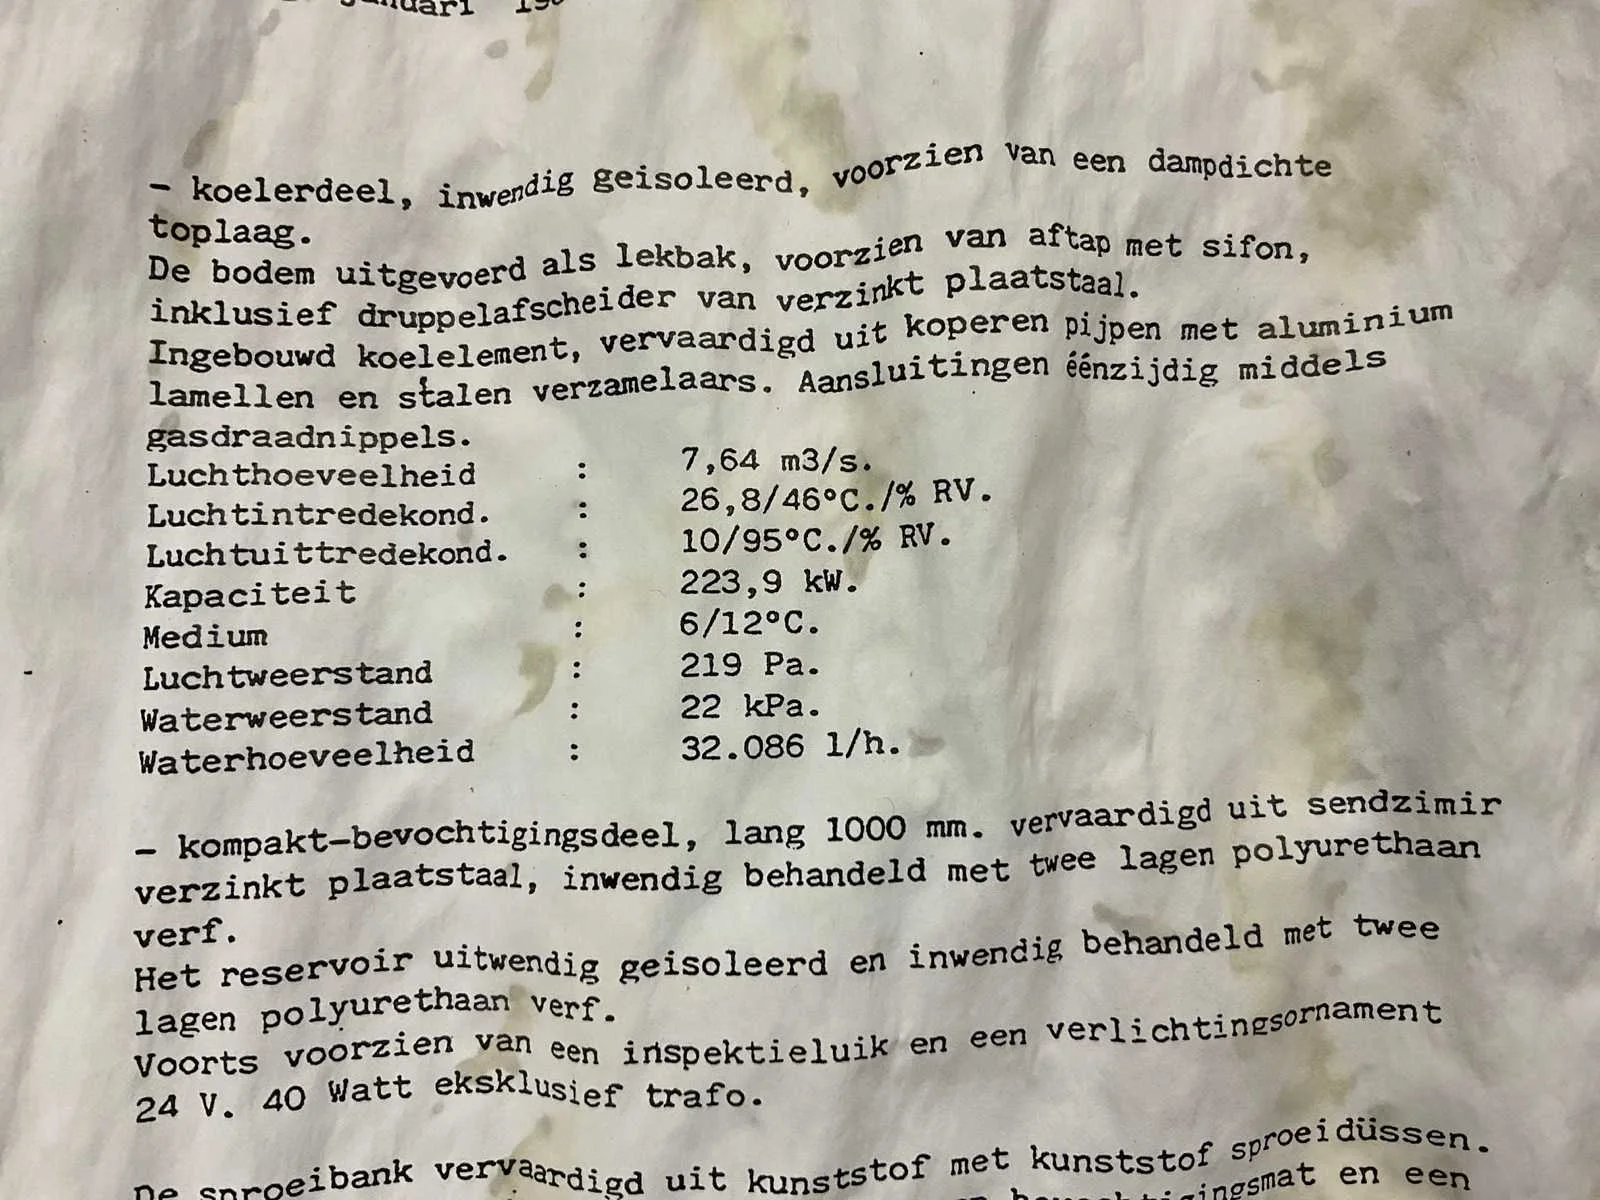 januari
- koelerdeel, inwendig geisoleerd, voorzien van een dampdichte
toplaag.
De bodem uitgevoerd als lekbak, voorzien van aftap met sifon,
inklusief druppelafscheider van verzinkt plaatstaal.
Ingebouwd koelelement, vervaardigd uit koperen pijpen met aluminium
lamellen en stalen verzamelaars. Aansluitingen éénzijdig middels
gasdraadnippels.
Luchthoeveelheid : 7,64 m3/s.
Luchtintredekond. : 26,8/46°C./% RV.
Luchtuittredekond. : 10/95°C./% RV.
Kapaciteit : 223,9 kW.
Medium : 6/12°C.
Luchtweerstand : 219 Pa.
Waterweerstand : 22 kPa.
Waterhoeveelheid : 32.086 l/h.
- kompakt-bevochtigingsdeel, lang 1000 mm. vervaardigd uit sendzimir
verzinkt plaatstaal, inwendig behandeld met twee lagen polyurethaan
verf.
Het reservoir uitwendig geisoleerd en inwendig behandeld met twee
lagen polyurethaan verf.
Voorts voorzien van een inspektieluik en een verlichtingsornament
24 V. 40 Watt eksklusief trafo.
De sproeibank vervaardigd uit kunststof met kunststof sproeidüssen.
en een